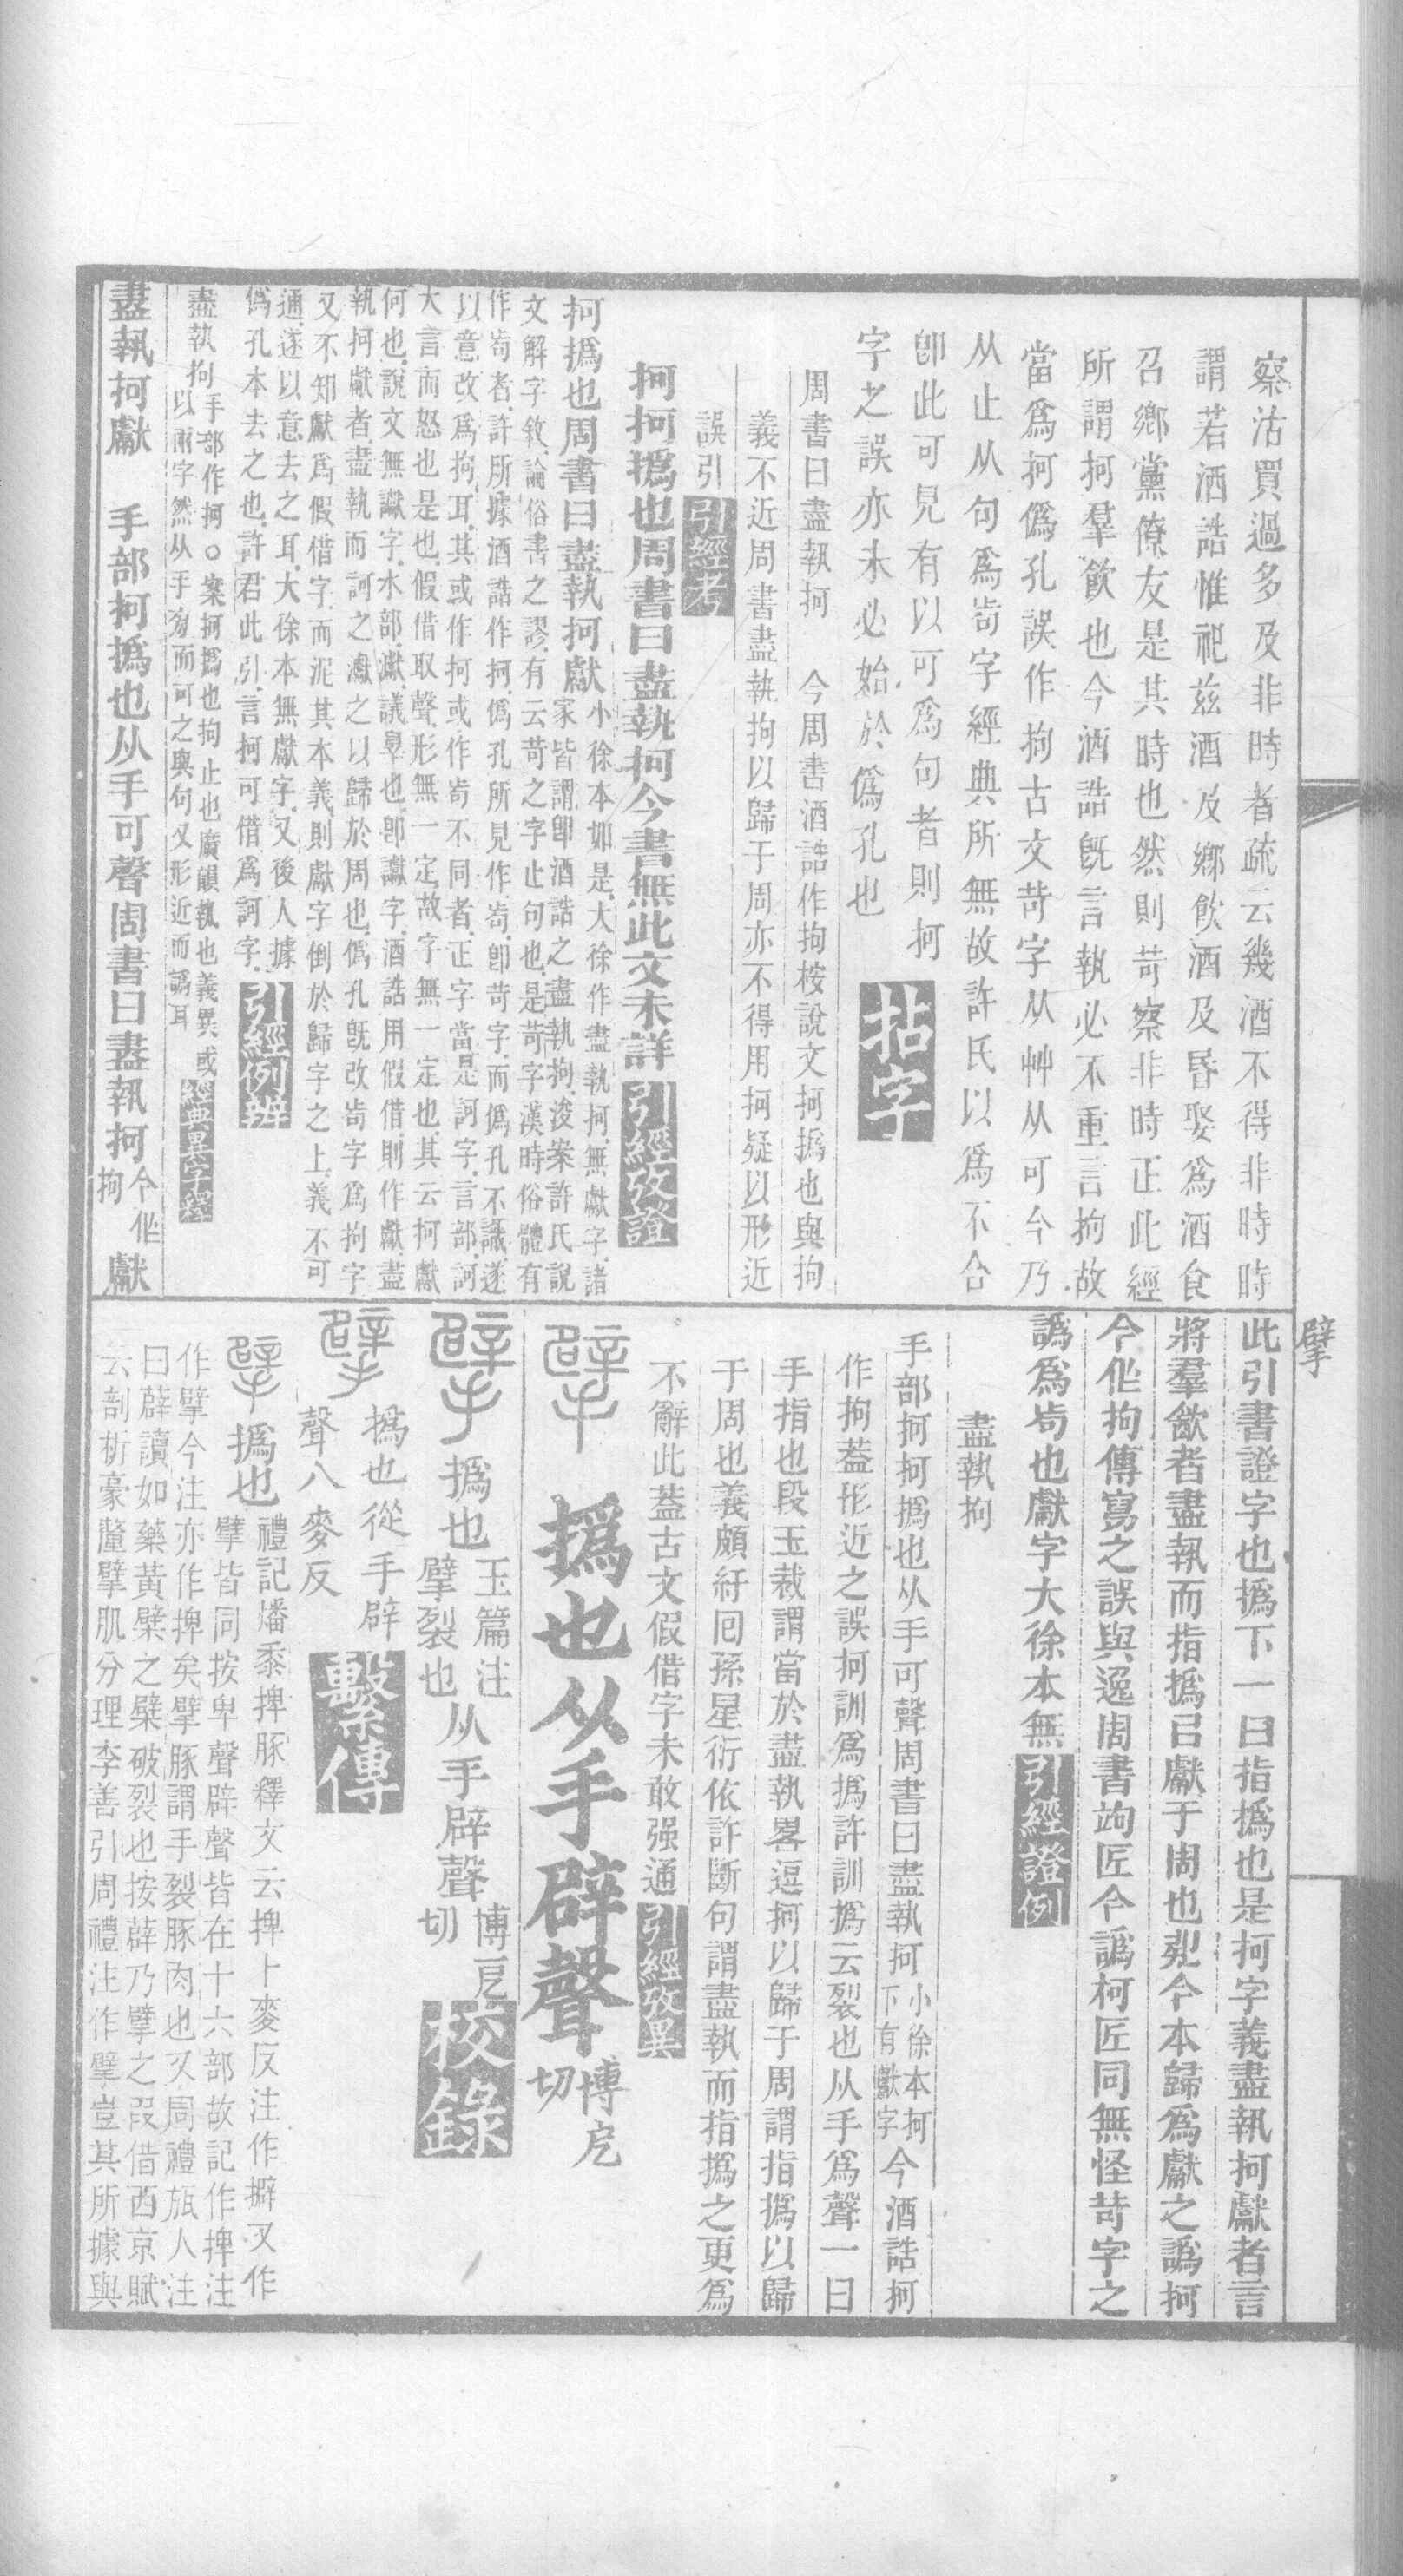 察沽買過多及非時者疏云幾酒不得非時時
謂若酒誥惟祀茲酒及鄉飲酒及昏娶爲酒食
召鄉黨僚友是其時也然則苛察非時正此經
所謂抲羣飲也今酒誥旣言執必不重言拘故
當爲抲僞孔誤作拘古文苛字从艸从可今乃
从止从句爲岢字經典所無故許氏以爲不合
卽此可見有以可爲句者則抲
字之誤亦未必始於僞孔也
拈字
周書曰盡執抲　今周書酒誥作拘桉說文抲撝也與拘
義不近周書盡執拘以歸于周亦不得用抲疑以形近
誤引
引經考
抲抲撝也周書曰盡執抲今書無此文未詳
引經攷證
抲撝也周書曰盡執抲獻
小徐本如是大徐作盡執抲無獻字諸
家皆謂卽酒誥之盡執拘浚案許氏說
文解字敘論俗書之謬有云苛之字止句也是苛字漢時俗體有
作岢者許所據酒誥作抲僞孔所見作岢卽苛字而僞孔不識遂
以意改爲拘耳其或作抲或作岢不同者正字當是訶字言部訶
大言而怒也是也假借取聲形無一定故字無一定也其云抲獻
何也說文無讞字水部瀐議辠也卽讞字酒誥用假借則作獻盡
執抲獻者盡執而訶之瀐之以歸於周也僞孔旣改岢字爲拘字
又不知獻爲假借字而泥其本義則獻字倒於歸字之上義不可
通遂以意去之耳大徐本無獻字又後人據
僞孔本去之也許君此引言抲可借爲訶字
引經例辨
盡執拘
手部作抲○案抲撝也拘止也廣韻執也義異或
以兩字然从手旁而可之與句又形近而譌耳
經典異字釋
盡執抲獻　手部抲撝也从手可聲周書曰盡執抲
今作
拘
獻
擘
此引書證字也撝下一曰指撝也是抲字義盡執抲獻者言
將羣飲者盡執而指撝㠯獻于周也今本歸爲獻之譌抲
今作拘傳寫之誤與逸周書竘匠今譌柯匠同無怪苛字之
譌爲岢也獻字大徐本無
引經證例
盡執拘
手部抲抲撝也从手可聲周書曰盡執抲
小徐本抲
下有獻字
今酒誥抲
作拘蓋形近之誤抲訓爲撝許訓撝云裂也从手爲聲一曰
手指也段玉裁謂當於盡執畧逗抲以歸于周謂指撝以歸
于周也義頗紆囘孫星衍依許斷句謂盡執而指撝之更爲
不辭此蓋古文假借字未敢强通
引經攷異
擘
撝也从手辟聲
博戹
切
擘
撝也
玉篇注
擘裂也
从手辟聲
博戹
切
校錄
擘
撝也從手辟
聲八麥反
繫傳
擘
撝也
禮記燔黍捭豚釋文云捭卜麥反注作擗又作
擘皆同按卑聲辟聲皆在十六部故記作捭注
作擘今注亦作捭矣擘豚謂手裂豚肉也又周禮瓬人注
曰薜讀如藥黃檗之檗破裂也按薜乃擘之叚借西京賦
云剖析豪釐擘肌分理李善引周禮注作擘豈其所據與